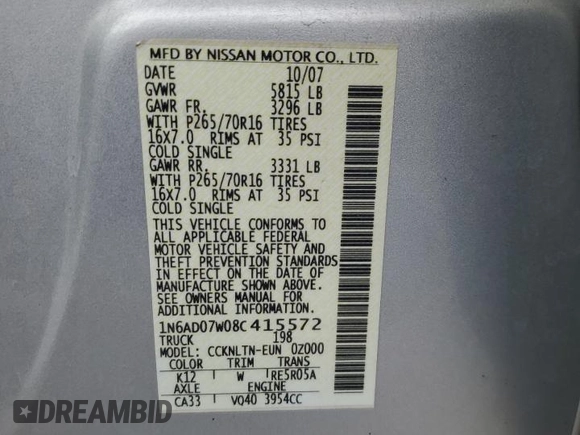 MFD BY NISSAN MOTOR CO., LTD.
DATE 10/07
GVWR 5815 LB
GAWR FR. 3296 LB
WITH P265/70R16 TIRES
16X7.0 RIMS AT 35 PSI
COLD SINGLE
GAWR RR. 3331 LB
WITH P265/70R16 TIRES
16X7.0 RIMS AT 35 PSI
COLD SINGLE
THIS VEHICLE CONFORMS TO
ALL APPLICABLE FEDERAL
MOTOR VEHICLE SAFETY AND
THEFT PREVENTION STANDARDS
IN EFFECT ON THE DATE OF
MANUFACTURE SHOWN ABOVE.
SEE OWNERS MANUAL FOR
ADDITIONAL INFORMATION.
1N6AD07W08C415572
TRUCK 198
MODEL: CCKNLTN-EUN 0Z000
COLOR TRIM TRANS
K12 W RE5R05A
AXLE ENGINE
CA33 VQ40 3954CC
AUTOBIDMASTER